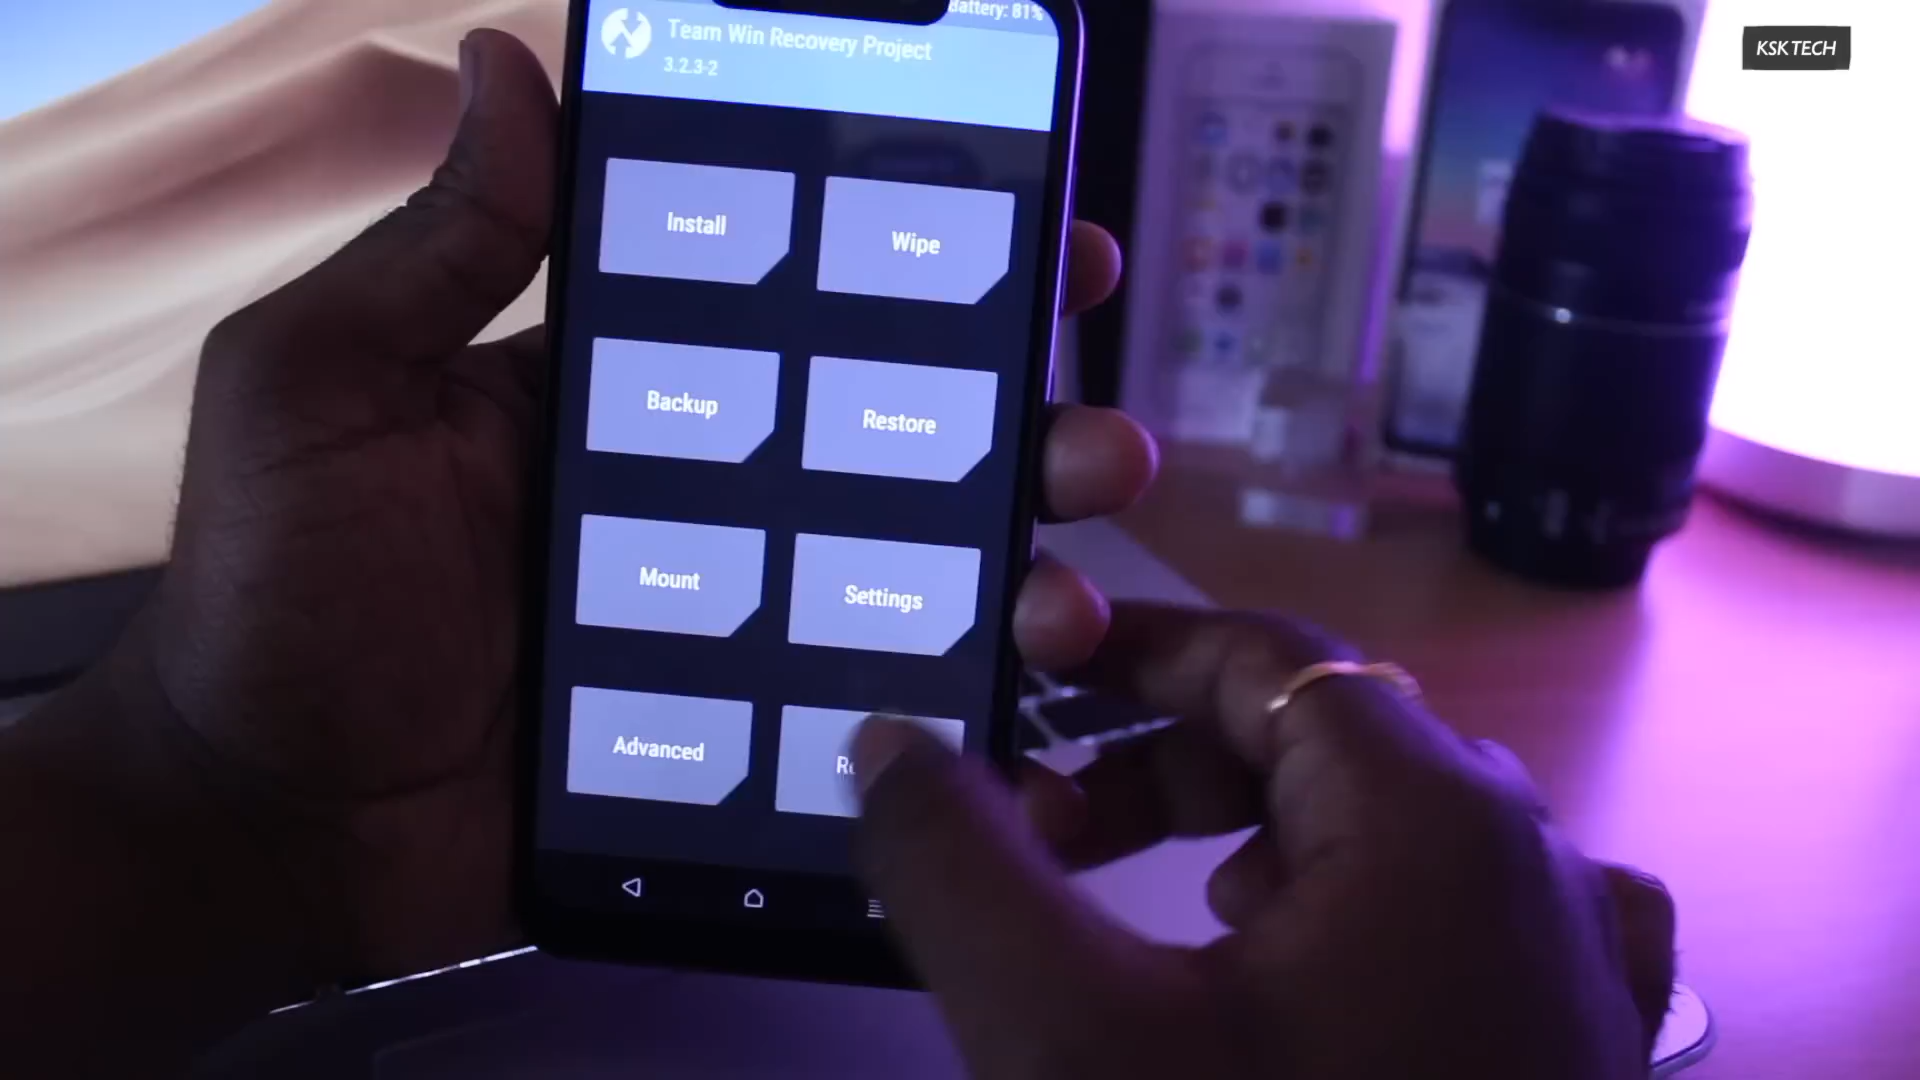 KSK TECH
Battery: 81%
Team Win Recovery Project
3.2.3-2
Install
Wipe
Backup
Restore
Mount
Settings
Advanced